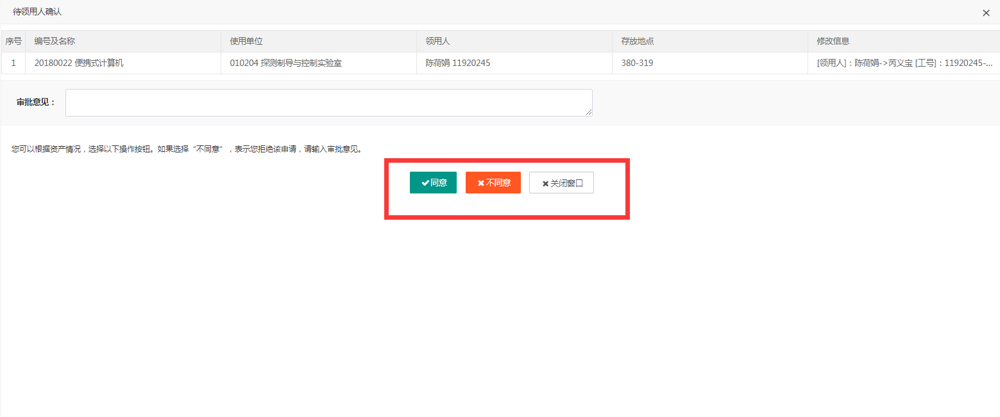 待领用人确认
序号 编号及名称 使用单位 领用人 存放地点 修改信息
1 20180022 便携式计算机 010204 探测制导与控制实验室 陈荷娟 11920245 380-319 [领用人]：陈荷娟->芮义宝 [工号]：11920245-...
审批意见：
您可以根据资产情况，选择以下操作按钮。如果选择“不同意”，表示您拒绝该申请，请输入审批意见。
同意 不同意 关闭窗口